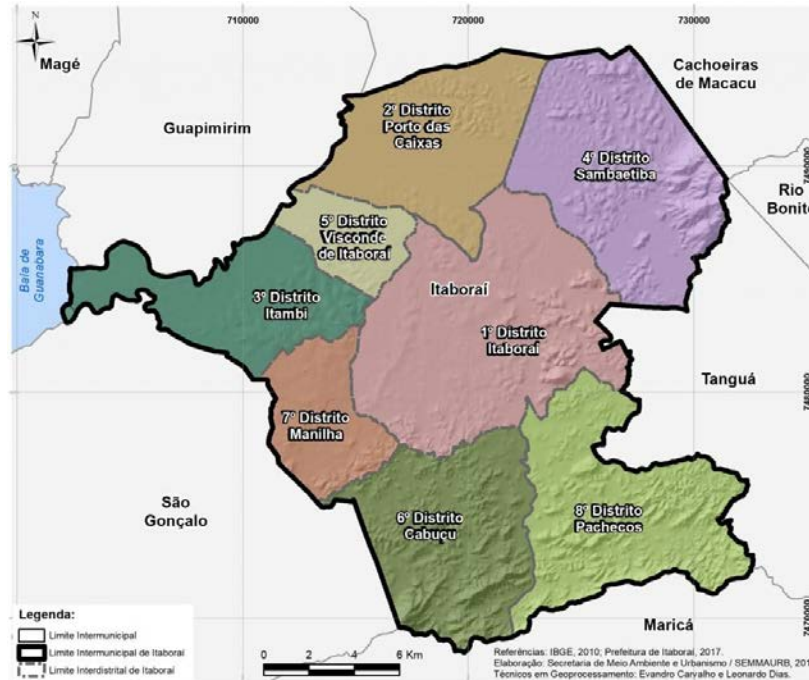 710000
720000
730000
N
Magé
Cachoeiras
de Macacu
Guapimirim
2º Distrito
Porto das
Caixas
4º Distrito
Sambaetiba
7490000
Rio
Bonito
5º Distrito
Visconde
de Itaboraí
Baía de
Guanabara
Itaboraí
3º Distrito
Itambi
1º Distrito
Itaboraí
Tanguá
7480000
7º Distrito
Manilha
São
Gonçalo
6º Distrito
Cabuçu
8º Distrito
Pachecos
7470000
Maricá
Legenda:
Limite Intermunicipal
Limite Intermunicipal de Itaboraí
Limite Interdistrital de Itaboraí
0 2 4 6 Km
Referências: IBGE, 2010; Prefeitura de Itaboraí, 2017.
Elaboração: Secretaria de Meio Ambiente e Urbanismo / SEMMAURB, 201
Técnicos em Geoprocessamento: Evandro Carvalho e Leonardo Dias.